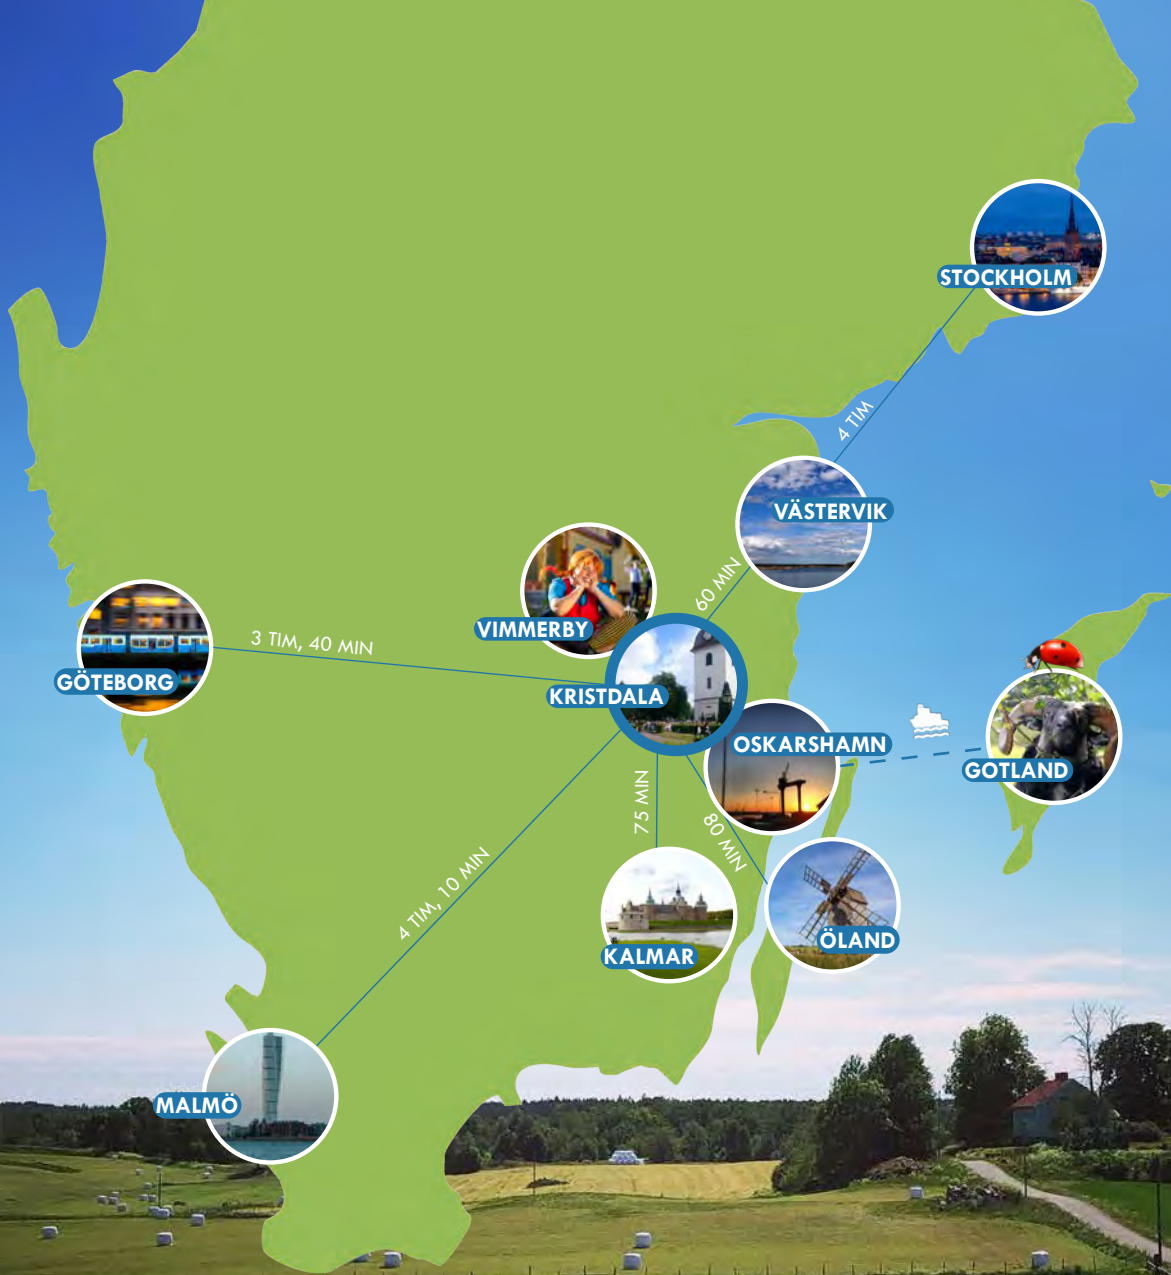 STOCKHOLM
4 TIM
VÄSTERVIK
60 MIN
VIMMERBY
3 TIM, 40 MIN
GÖTEBORG
KRISTDALA
OSKARSHAMN
GOTLAND
75 MIN
80 MIN
4 TIM, 10 MIN
ÖLAND
KALMAR
MALMÖ